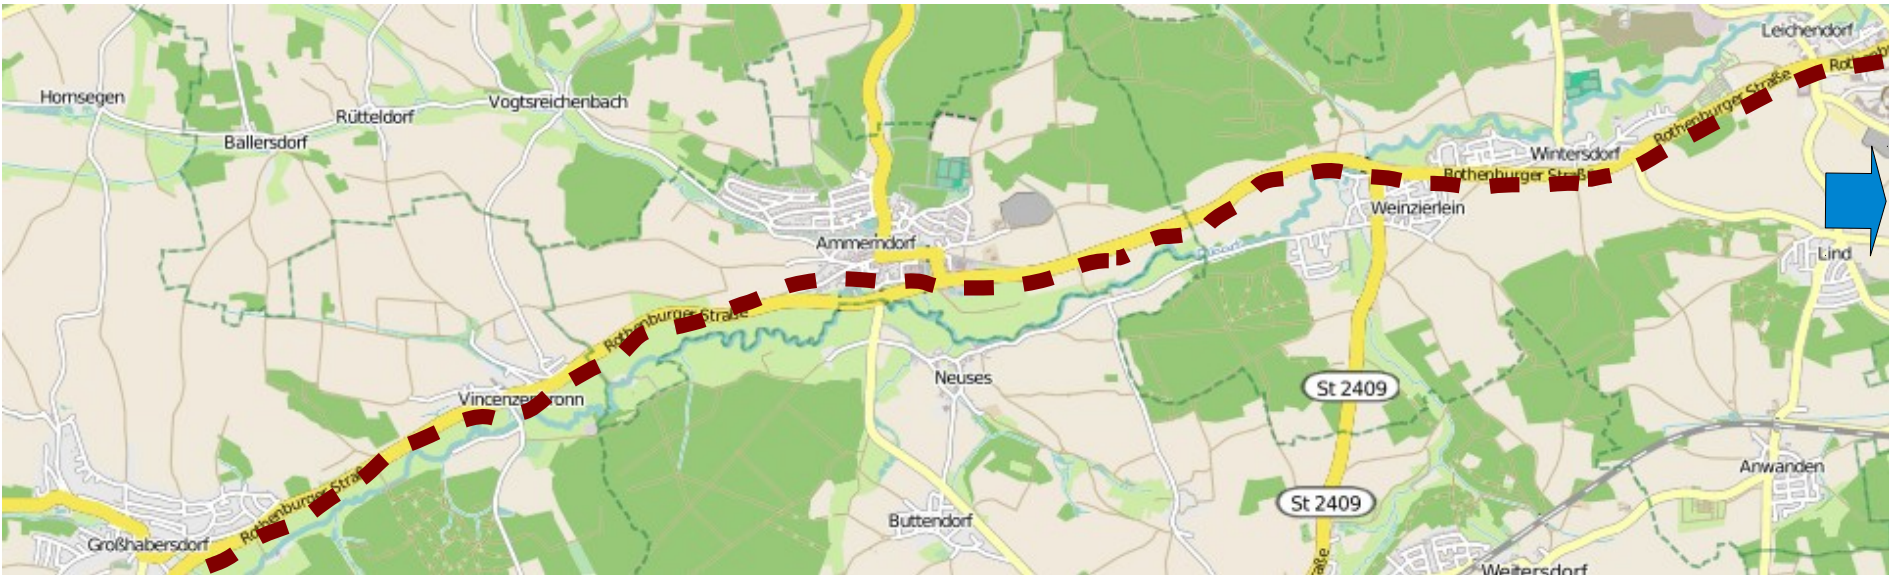 Leichendorf
Hornsegen
Vogtsreichenbach
Rütteldorf
Ballersdorf
Rothenburger Straße
Wintersdorf
Rothenburger Straße
Weinzierlein
Ammerndorf
Lind
Rothenburger Straße
Neuses
St 2409
Vincenzenbronn
Anwanden
Rothenburger Straße
St 2409
Buttendorf
Großhabersdorf
Weitersdorf